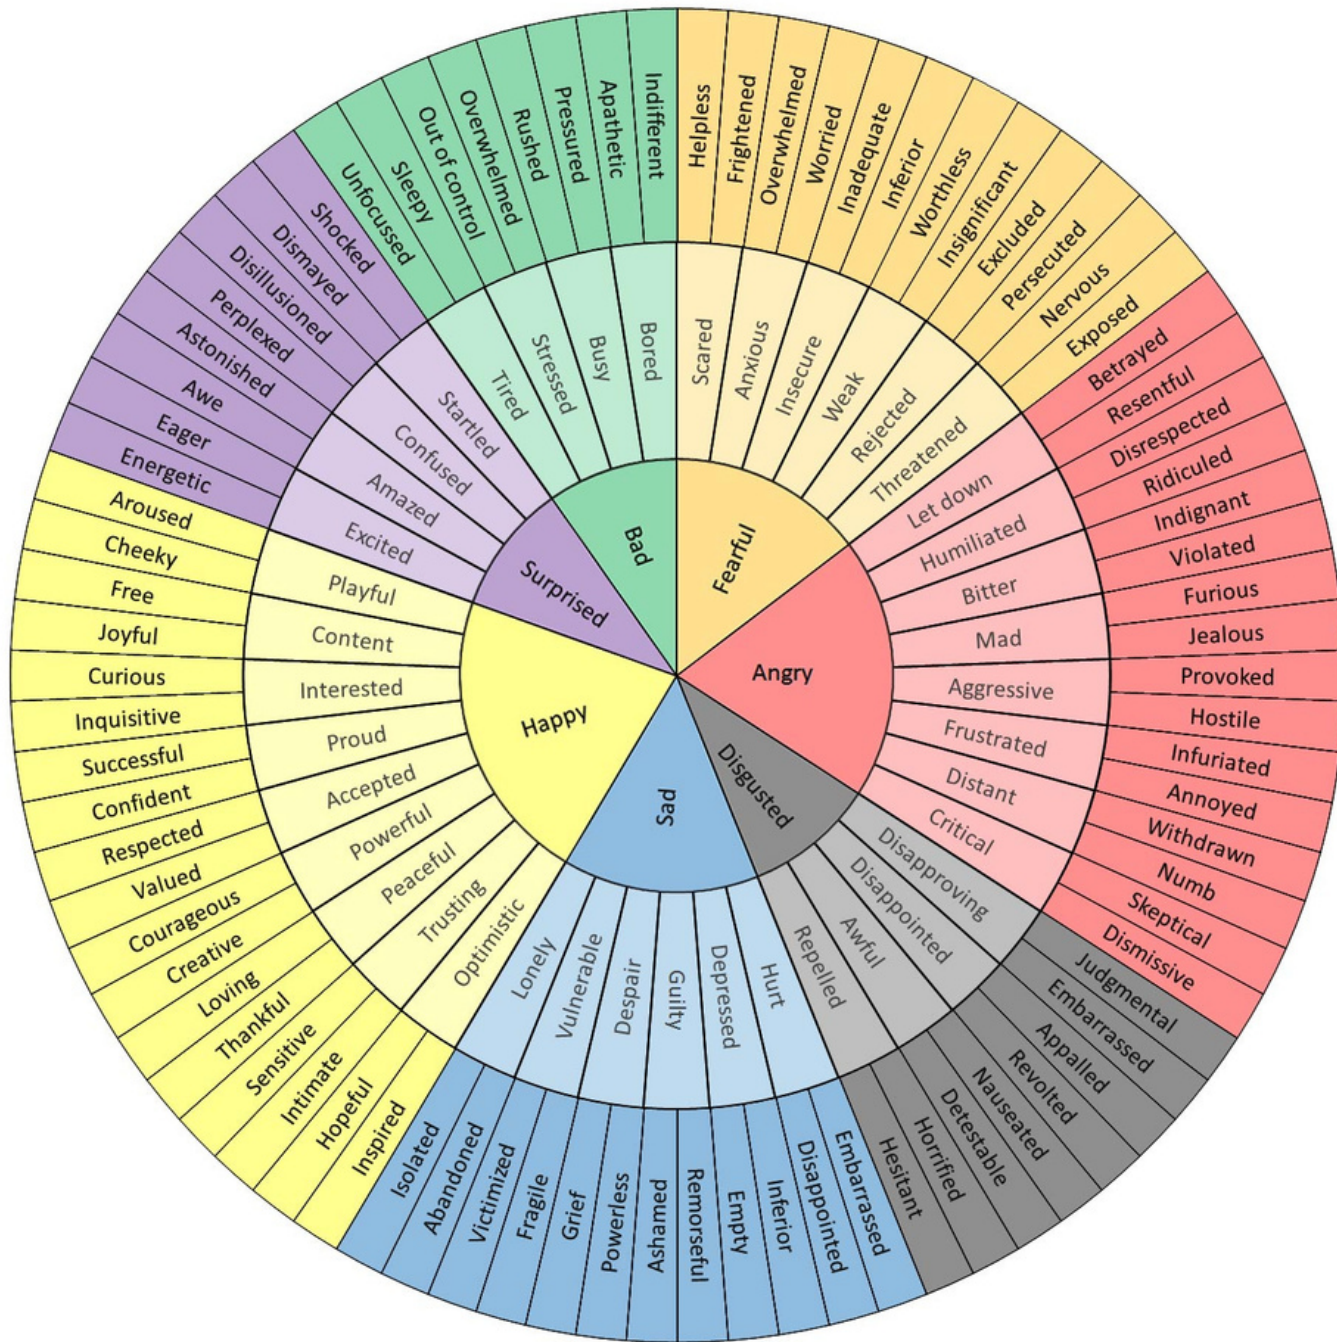 Fearful
Angry
Disgusted
Sad
Happy
Surprised
Bad
Scared
Anxious
Insecure
Weak
Rejected
Threatened
Let down
Humiliated
Bitter
Mad
Aggressive
Frustrated
Distant
Critical
Disapproving
Disappointed
Awful
Repelled
Hurt
Depressed
Guilty
Despair
Vulnerable
Lonely
Optimistic
Trusting
Peaceful
Powerful
Accepted
Proud
Interested
Content
Playful
Excited
Amazed
Confused
Startled
Tired
Stressed
Busy
Bored
Helpless
Frightened
Overwhelmed
Worried
Inadequate
Inferior
Worthless
Insignificant
Excluded
Persecuted
Nervous
Exposed
Betrayed
Resentful
Disrespected
Ridiculed
Indignant
Violated
Furious
Jealous
Provoked
Hostile
Infuriated
Annoyed
Withdrawn
Numb
Skeptical
Dismissive
Judgmental
Embarrassed
Appalled
Revolted
Nauseated
Detestable
Horrified
Hesitant
Embarrassed
Disappointed
Inferior
Empty
Remorseful
Ashamed
Powerless
Grief
Fragile
Victimized
Abandoned
Isolated
Inspired
Hopeful
Intimate
Sensitive
Thankful
Loving
Creative
Courageous
Valued
Respected
Confident
Successful
Inquisitive
Curious
Joyful
Free
Cheeky
Aroused
Energetic
Eager
Awe
Astonished
Perplexed
Disillusioned
Dismayed
Shocked
Unfocussed
Sleepy
Out of control
Overwhelmed
Rushed
Pressured
Apathetic
Indifferent